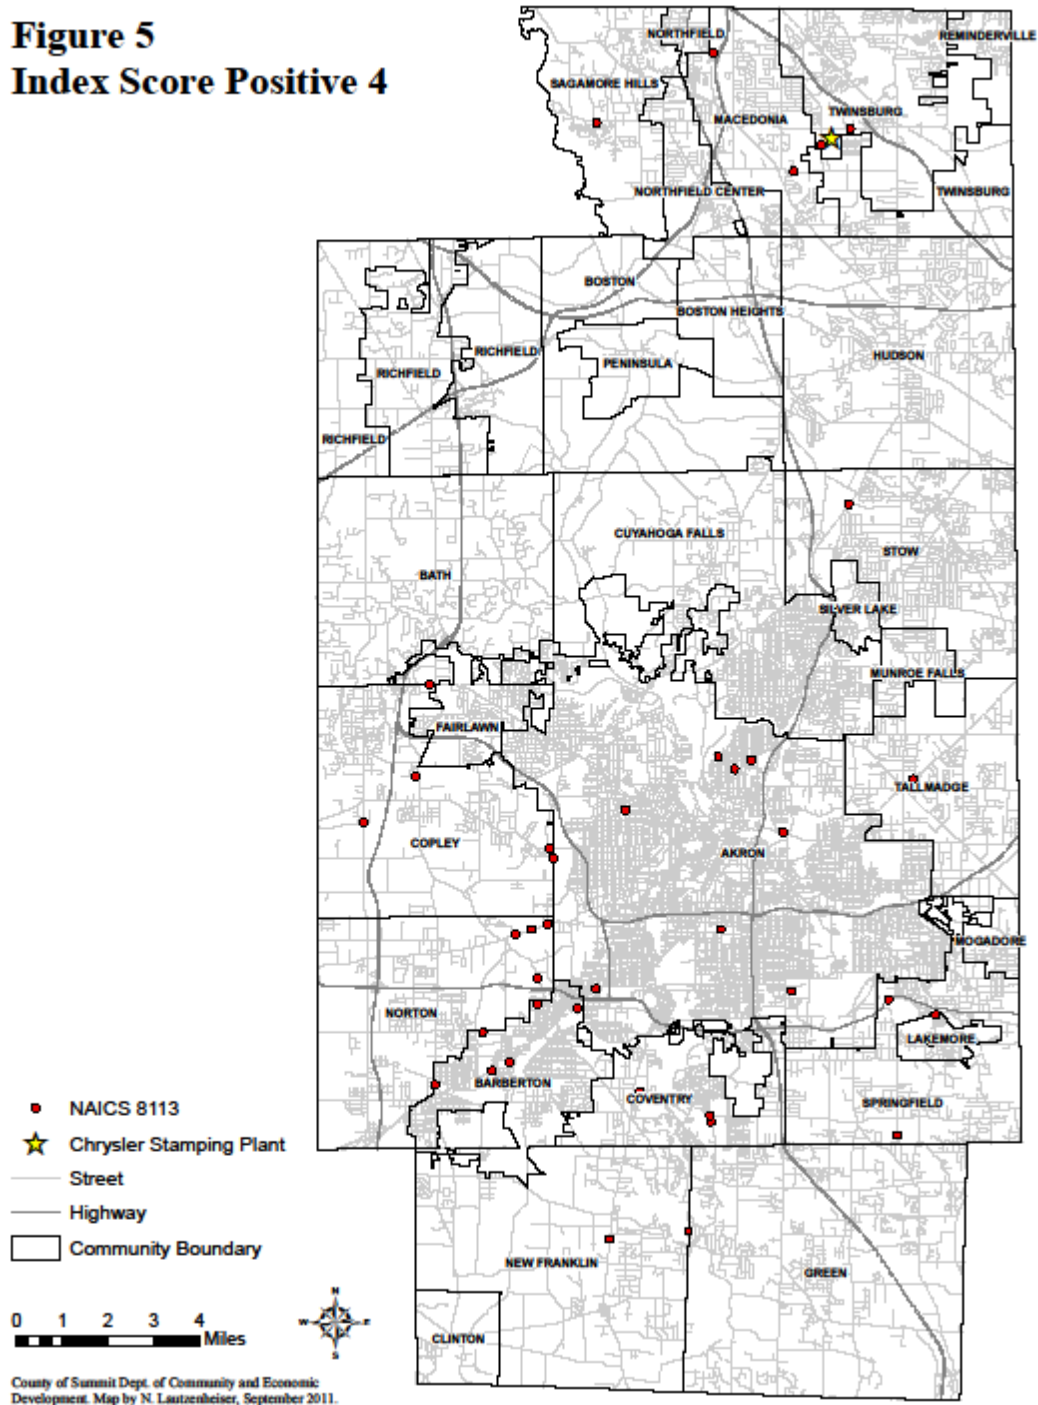 Figure 5
Index Score Positive 4
NORTHFIELD
REMINDERVILLE
SAGAMORE HILLS
TWINSBURG
MACEDONIA
NORTHFIELD CENTER
TWINSBURG
BOSTON
BOSTON HEIGHTS
RICHFIELD
HUDSON
PENINSULA
RICHFIELD
RICHFIELD
CUYAHOGA FALLS
STOW
BATH
SILVER LAKE
MUNROE FALLS
FAIRLAWN
TALLMADGE
COPLEY
AKRON
MOGADORE
NORTON
LAKEMORE
BARBERTON
COVENTRY
SPRINGFIELD
NEW FRANKLIN
GREEN
CLINTON
NAICS 8113
Chrysler Stamping Plant
Street
Highway
Community Boundary
0 1 2 3 4
Miles
N
W E
S
County of Summit Dept. of Community and Economic
Development. Map by N. Lautzenheiser, September 2011.